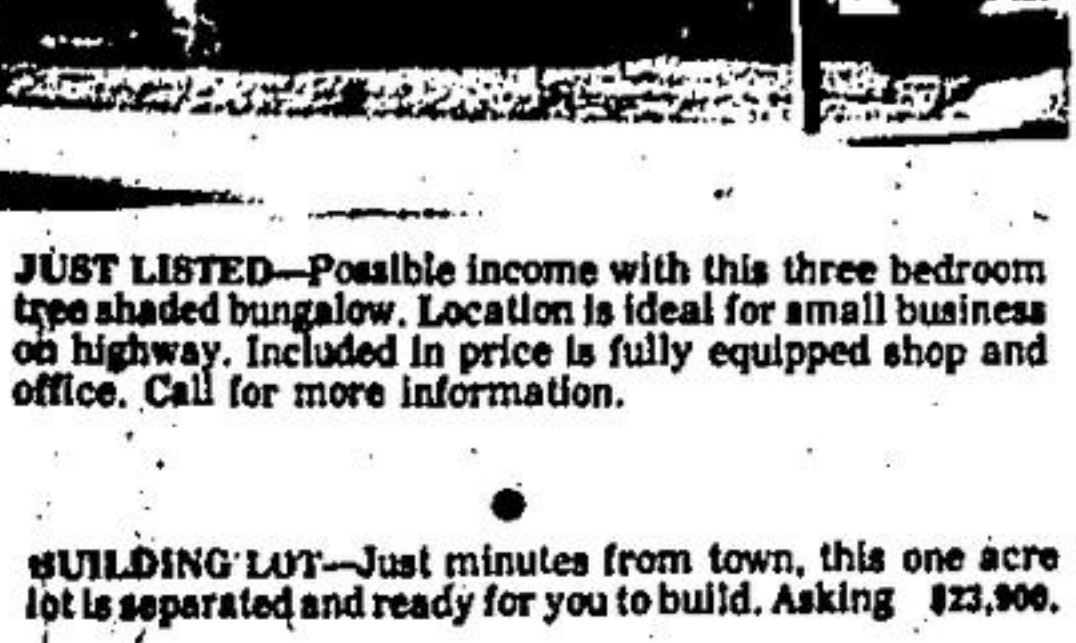 JUST LISTED—Possible income with this three bedroom
tree shaded bungalow. Location is ideal for small business
on highway. Included in price is fully equipped shop and
office. Call for more information.
BUILDING LOT—Just minutes from town, this one acre
lot is separated and ready for you to build. Asking $23,900.